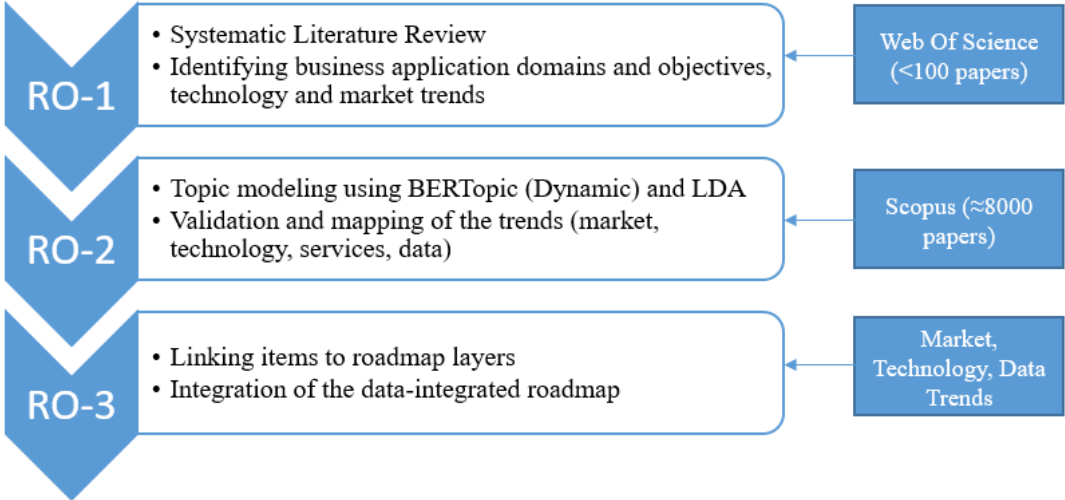 RO-1
• Systematic Literature Review
• Identifying business application domains and objectives,
technology and market trends
Web Of Science
(<100 papers)
RO-2
• Topic modeling using BERTopic (Dynamic) and LDA
• Validation and mapping of the trends (market,
technology, services, data)
Scopus (≈8000
papers)
RO-3
• Linking items to roadmap layers
• Integration of the data-integrated roadmap
Market,
Technology, Data
Trends